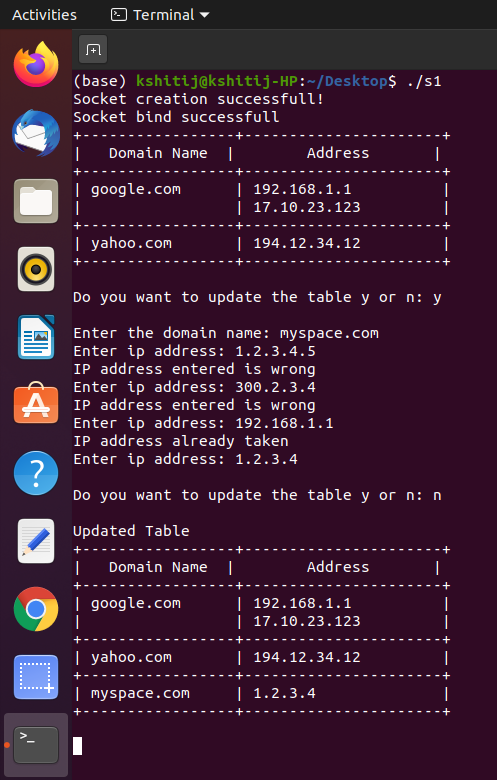 Activities Terminal
(base) kshitij@kshitij-HP:~/Desktop$ ./s1
Socket creation successfull!
Socket bind successfull
+-----------------+---------------------+
|   Domain Name  |        Address       |
+-----------------+---------------------+
| google.com      | 192.168.1.1         |
|                 | 17.10.23.123        |
+-----------------+---------------------+
| yahoo.com       | 194.12.34.12        |
+-----------------+---------------------+
Do you want to update the table y or n: y
Enter the domain name: myspace.com
Enter ip address: 1.2.3.4.5
IP address entered is wrong
Enter ip address: 300.2.3.4
IP address entered is wrong
Enter ip address: 192.168.1.1
IP address already taken
Enter ip address: 1.2.3.4
Do you want to update the table y or n: n
Updated Table
+-----------------+---------------------+
|   Domain Name  |        Address       |
+-----------------+---------------------+
| google.com      | 192.168.1.1         |
|                 | 17.10.23.123        |
+-----------------+---------------------+
| yahoo.com       | 194.12.34.12        |
+-----------------+---------------------+
| myspace.com     | 1.2.3.4             |
+-----------------+---------------------+